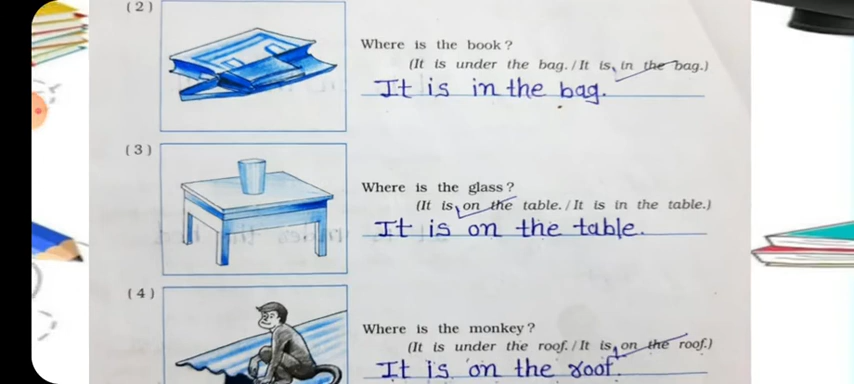 (2)
Where is the book?
(It is under the bag. / It is in the bag.)
It is in the bag.
(3)
Where is the glass?
(It is on the table. / It is in the table.)
It is on the table.
(4)
Where is the monkey?
(It is under the roof. / It is on the roof.)
It is on the roof.